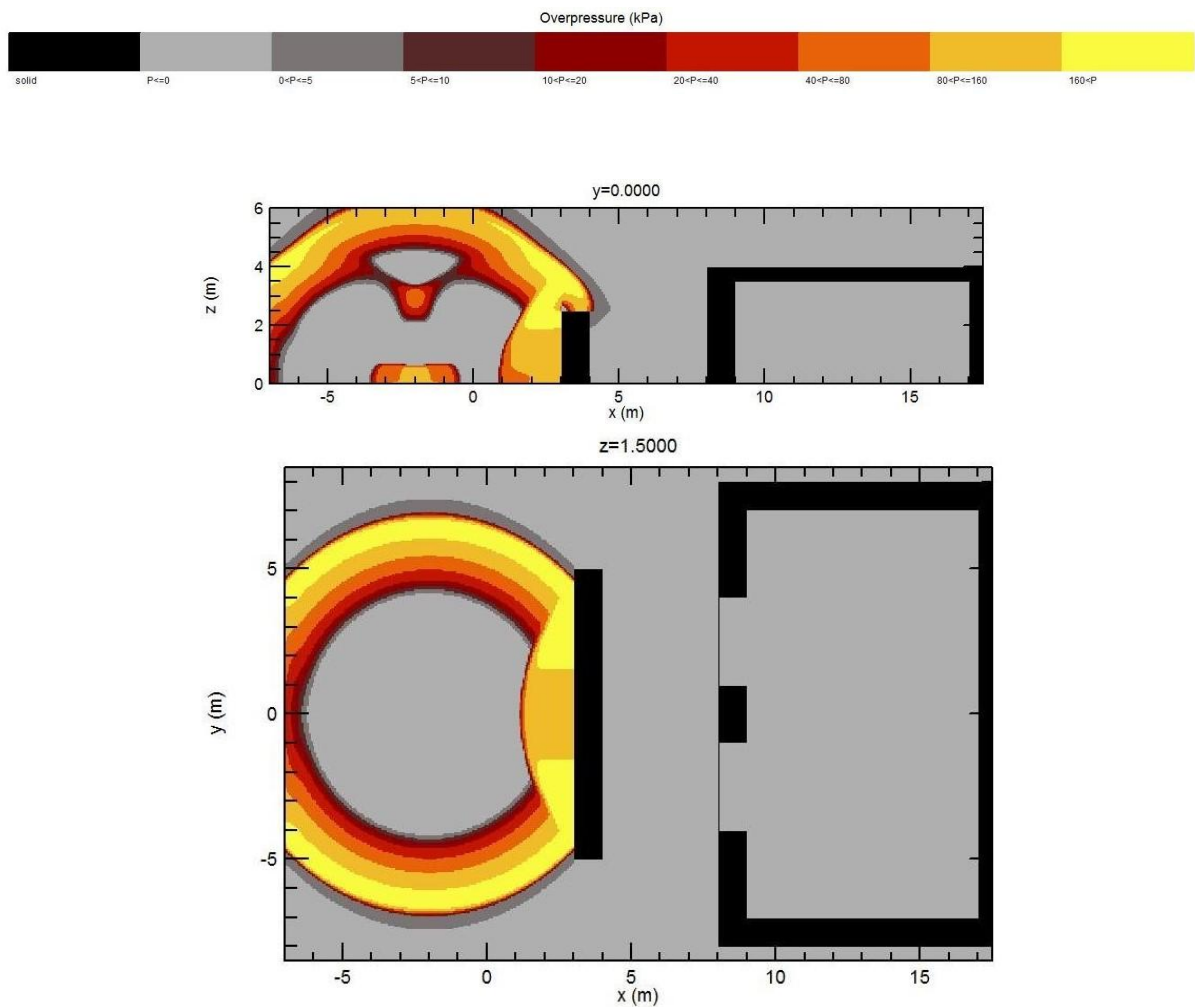 Overpressure (kPa)
solid P<=0 0<P<=5 5<P<=10 10<P<=20 20<P<=40 40<P<=80 80<P<=160 160<P
y=0.0000
6
4
2
0
z (m)
-5 0 5 10 15
x (m)
z=1.5000
5
0
-5
y (m)
-5 0 5 10 15
x (m)